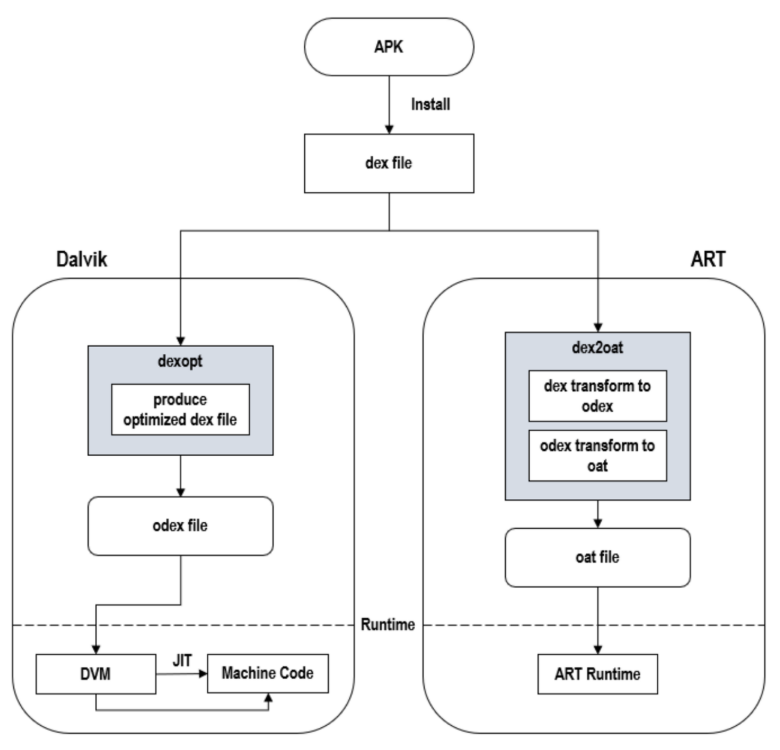 APK
Install
dex file
Dalvik
ART
dexopt
produce
optimized dex file
odex file
dex2oat
dex transform to
odex
odex transform to
oat
oat file
Runtime
DVM
JIT
Machine Code
ART Runtime